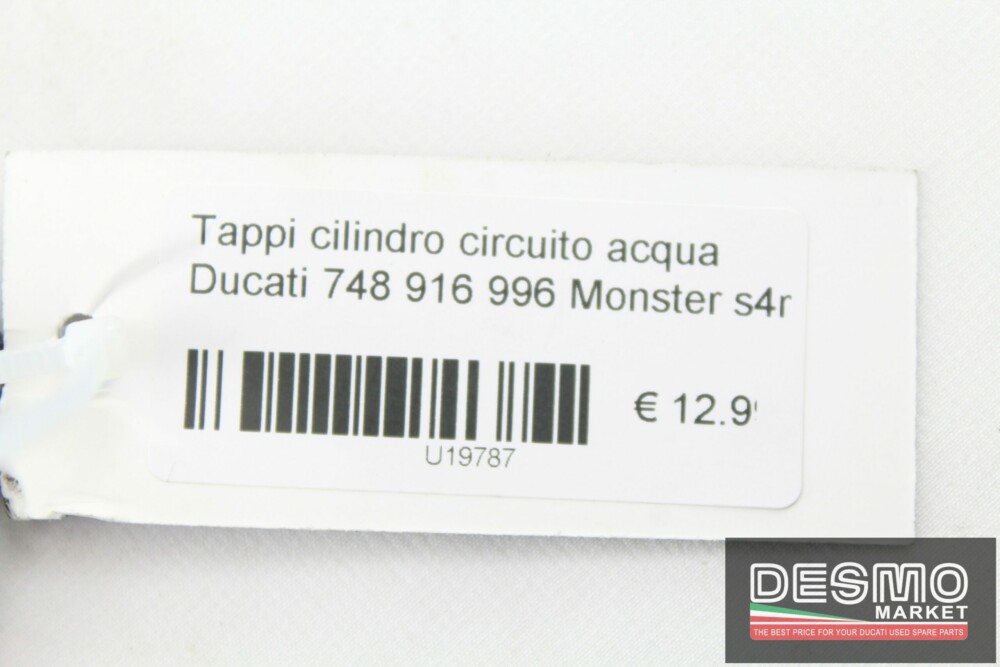 Tappi cilindro circuito acqua
Ducati 748 916 996 Monster s4r
€ 12.9
U19787
DESMO
MARKET
THE BEST PRICE FOR YOUR DUCATI USED SPARE PARTS